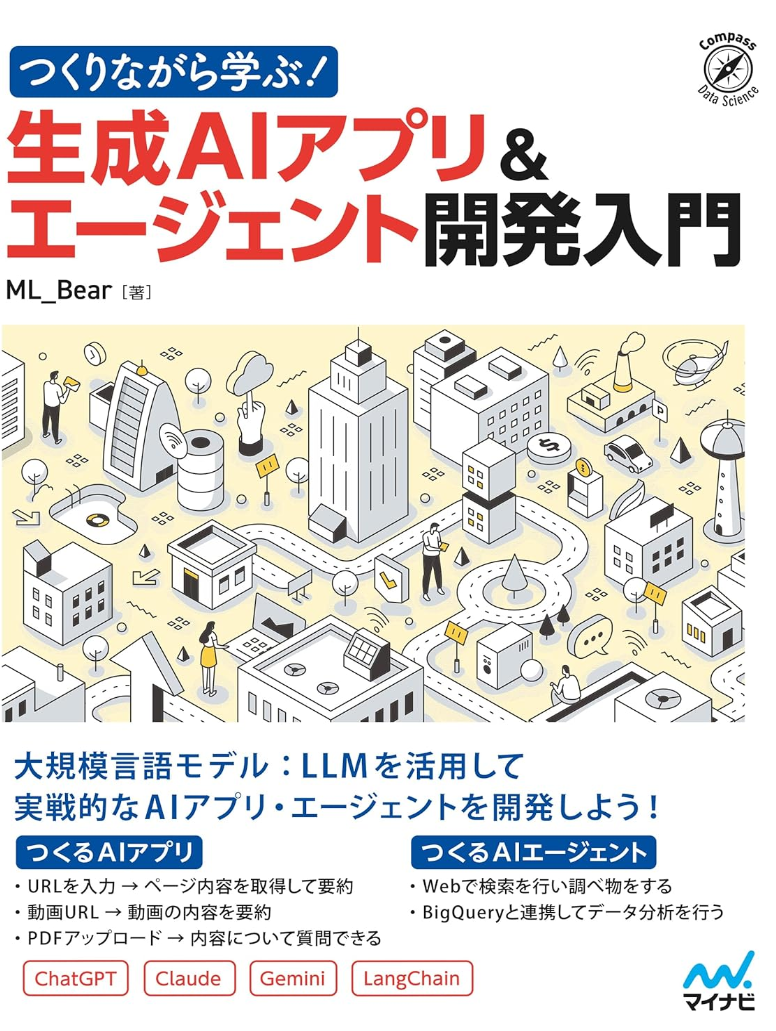 つくりながら学ぶ!
Compass
Data Science
生成AIアプリ&
エージェント開発入門
ML_Bear [著]
P
$
大規模言語モデル:LLMを活用して
実戦的なAIアプリ・エージェントを開発しよう!
つくるAIアプリ
・URLを入力 → ページ内容を取得して要約
・動画URL → 動画の内容を要約
・PDFアップロード → 内容について質問できる
つくるAIエージェント
・Webで検索を行い調べ物をする
・BigQueryと連携してデータ分析を行う
ChatGPT Claude Gemini LangChain
マイナビ